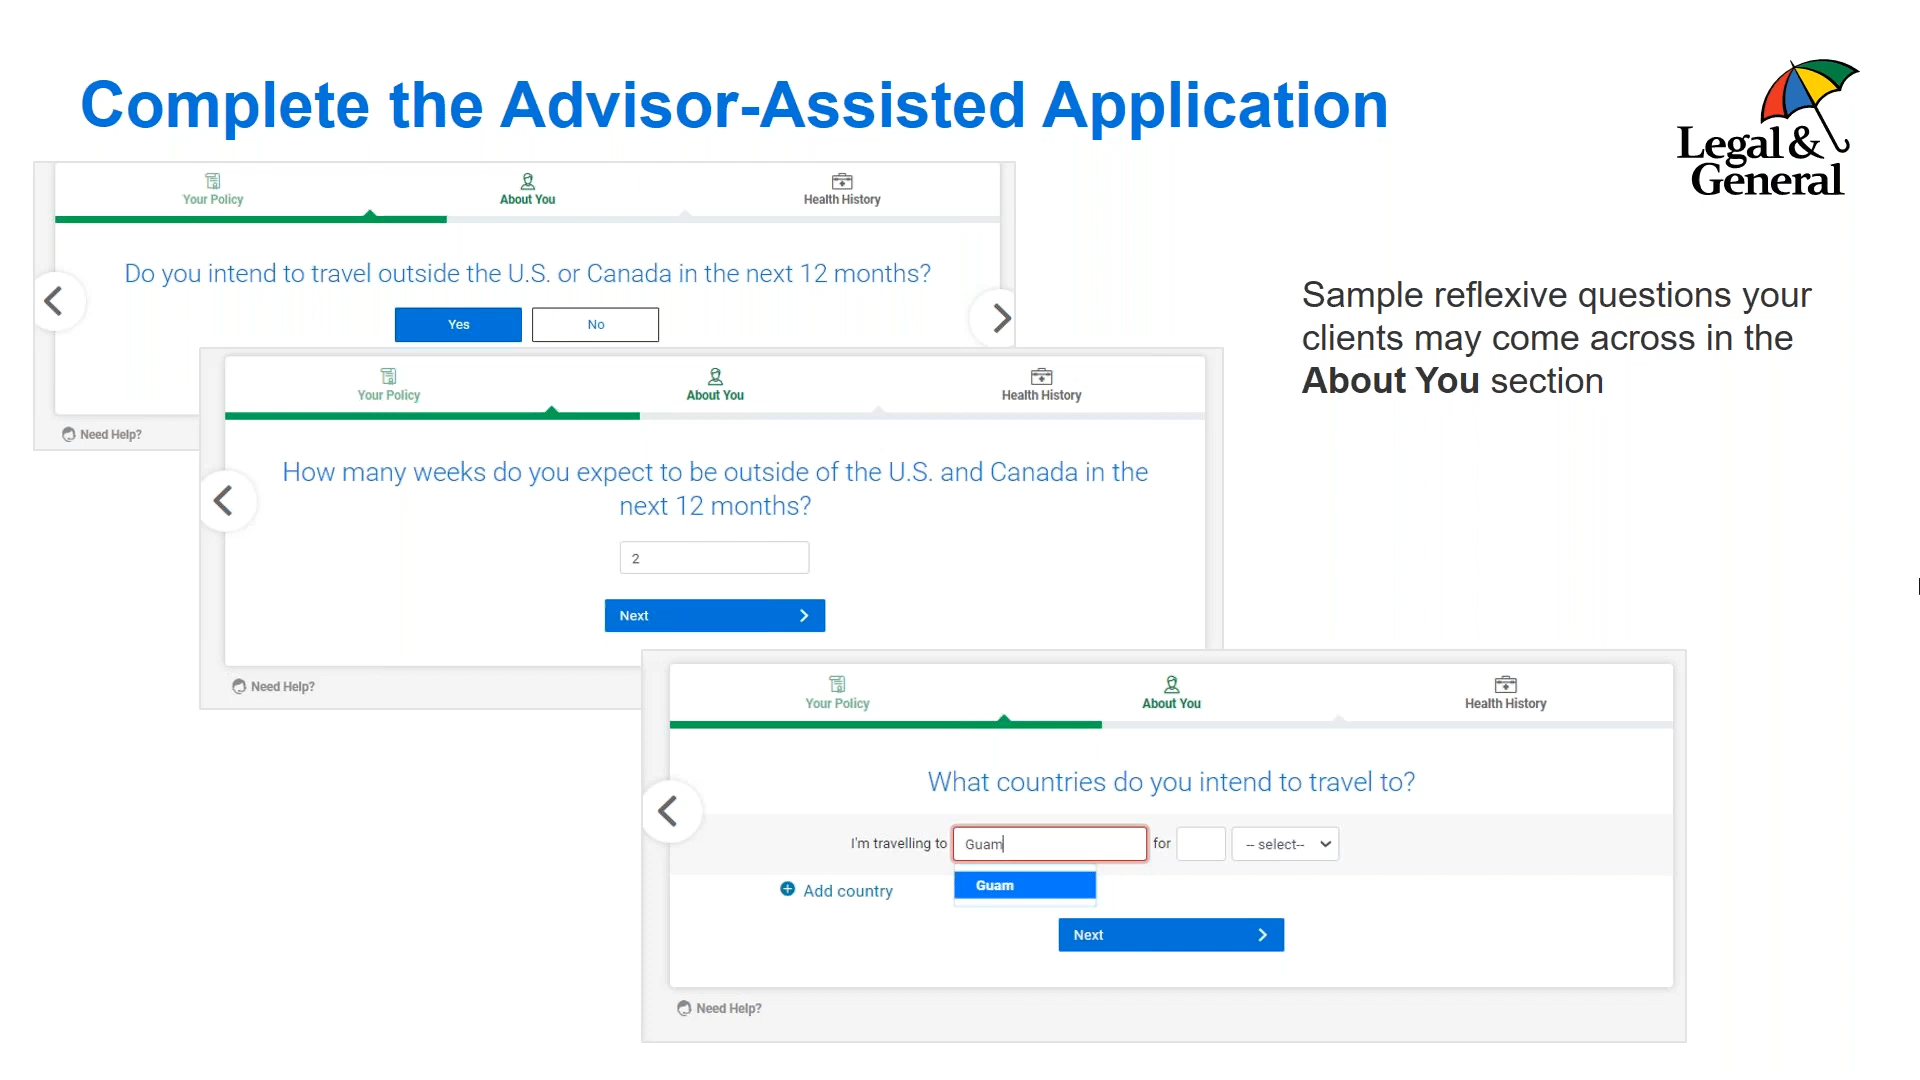 Complete the Advisor-Assisted Application
Legal &
General
Your Policy
About You
Health History
Do you intend to travel outside the U.S. or Canada in the next 12 months?
Yes
No
Need Help?
Your Policy
About You
Health History
How many weeks do you expect to be outside of the U.S. and Canada in the
next 12 months?
2
Next
Need Help?
Your Policy
About You
Health History
What countries do you intend to travel to?
I'm travelling to Guam for -- select--
Guam
Add country
Next
Need Help?
Sample reflexive questions your
clients may come across in the
About You section